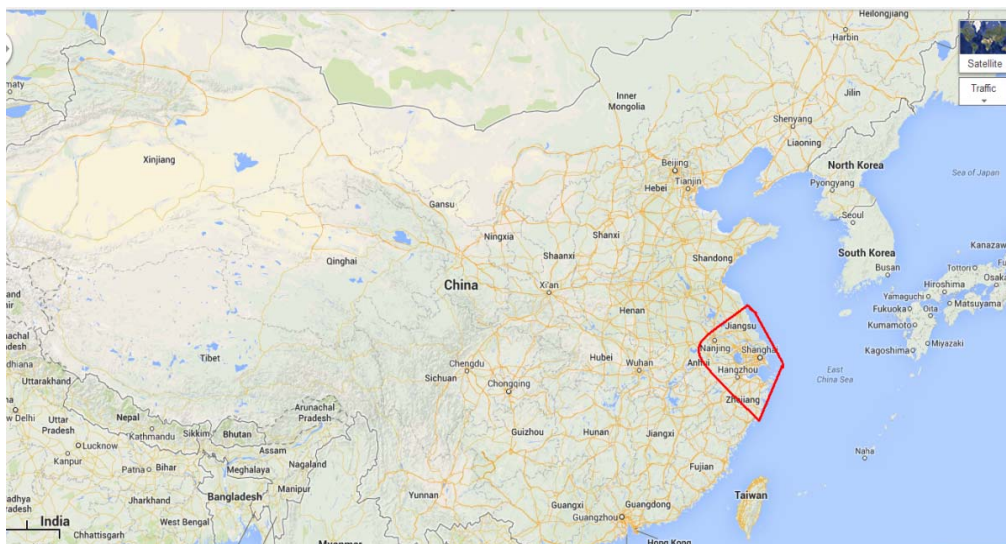 Heilongjiang
Harbin
Satellite
Traffic
Jilin
Inner
Mongolia
Shenyang
Liaoning
Xinjiang
Beijing
Tianjin
Hebei
North Korea
Pyongyang
Sea of Japan
Gansu
Seoul
Ningxia
Shanxi
Kanazaw
South Korea
Qinghai
Shaanxi
Shandong
Busan
Tottori
Osaka
Hiroshima
China
Xi'an
Yamaguchi
Matsuyama
Fukuoka
Oita
Henan
Jiangsu
Kumamoto
Miyazaki
Nanjing
Shanghai
Kagoshima
Tibet
Hubei
Wuhan
Anhui
Chengdu
Hangzhou
East
China Sea
Sichuan
Chongqing
Uttarakhand
Zhejiang
Arunachal
Pradesh
Nepal
Uttar
Pradesh
Kathmandu
Sikkim
Bhutan
Guizhou
Hunan
Jiangxi
Lucknow
Assam
Naha
Kanpur
Patna
Bihar
Meghalaya
Nagaland
Fujian
Manipur
Yunnan
Taiwan
Jharkhand
Bangladesh
Guangxi
Guangdong
India
West
Bengal
Guangzhou
Chhattisgarh
Myanmar
Hong Kong